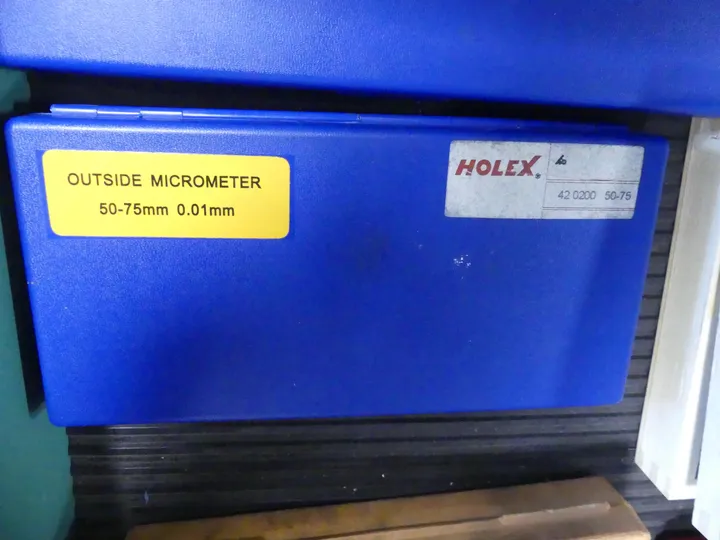 OUTSIDE MICROMETER
50-75mm 0.01mm
HOLEX
42 0200 50-75